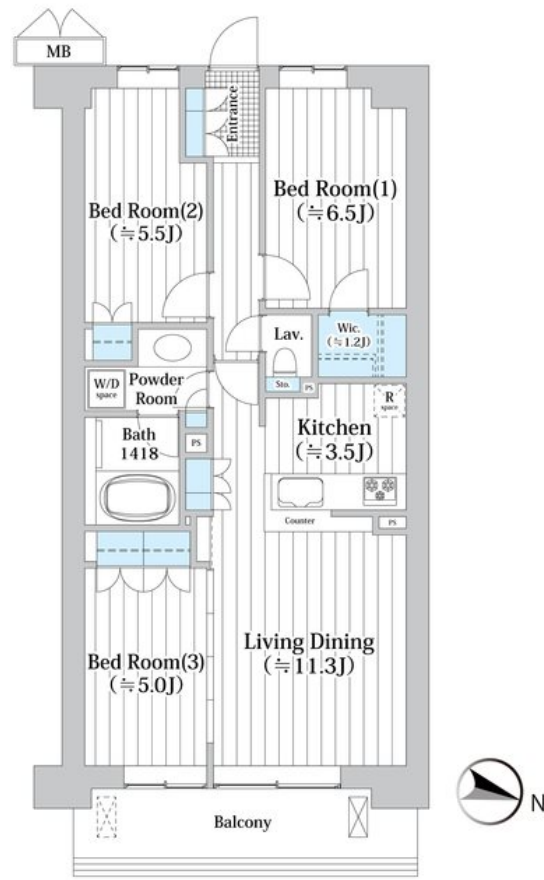 MB
Entrance
Bed Room(2)
(≒5.5J)
Bed Room(1)
(≒6.5J)
Lav.
Wic.
(≒1.2J)
Sto.
PS
W/D
space
Powder
Room
R
space
Kitchen
(≒3.5J)
Bath
1418
PS
Counter
PS
Living Dining
(≒11.3J)
Bed Room(3)
(≒5.0J)
Balcony
N